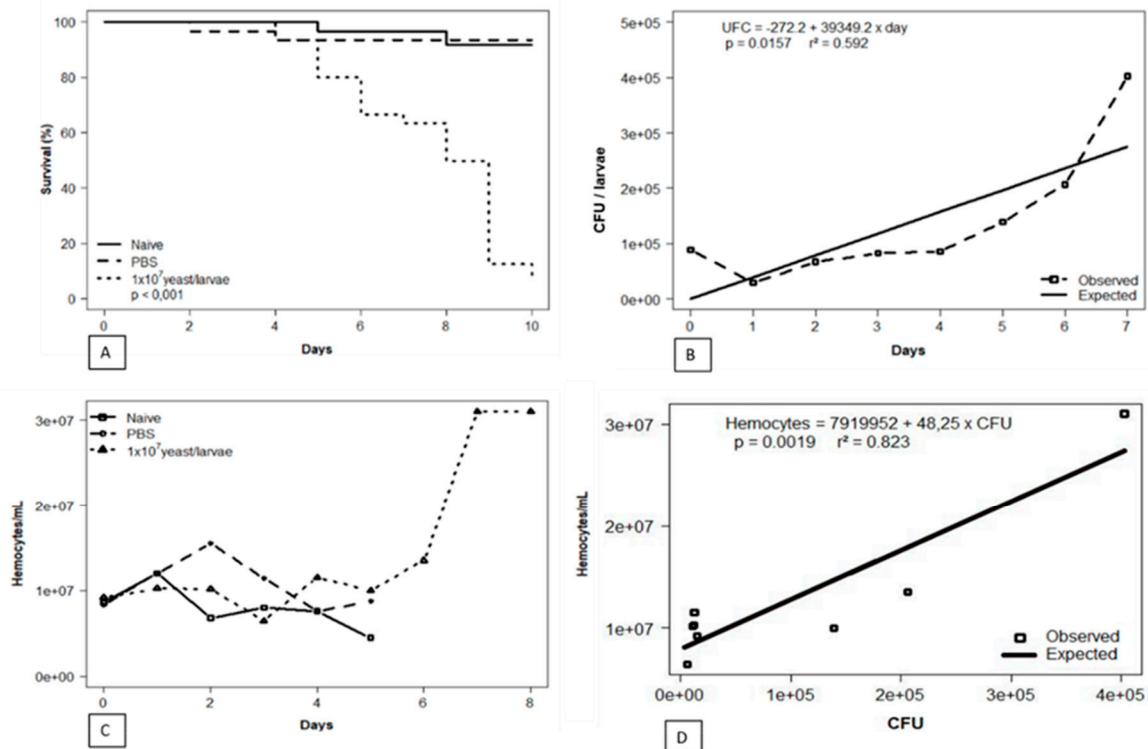 100
80
60
40
20
0
Survival (%)
Naive
PBS
1x10⁷yeast/larvae
p < 0,001
0 2 4 6 8 10
Days
A
5e+05
4e+05
3e+05
2e+05
1e+05
0e+00
CFU / larvae
UFC = -272.2 + 39349.2 x day
p = 0.0157 r² = 0.592
Observed
Expected
0 1 2 3 4 5 6 7
Days
B
3e+07
2e+07
1e+07
0e+00
Hemocytes/mL
Naive
PBS
1x10⁷yeast/larvae
0 2 4 6 8
Days
C
3e+07
2e+07
1e+07
Hemocytes/mL
Hemocytes = 7919952 + 48,25 x CFU
p = 0.0019 r² = 0.823
Observed
Expected
0e+00 1e+05 2e+05 3e+05 4e+05
CFU
D